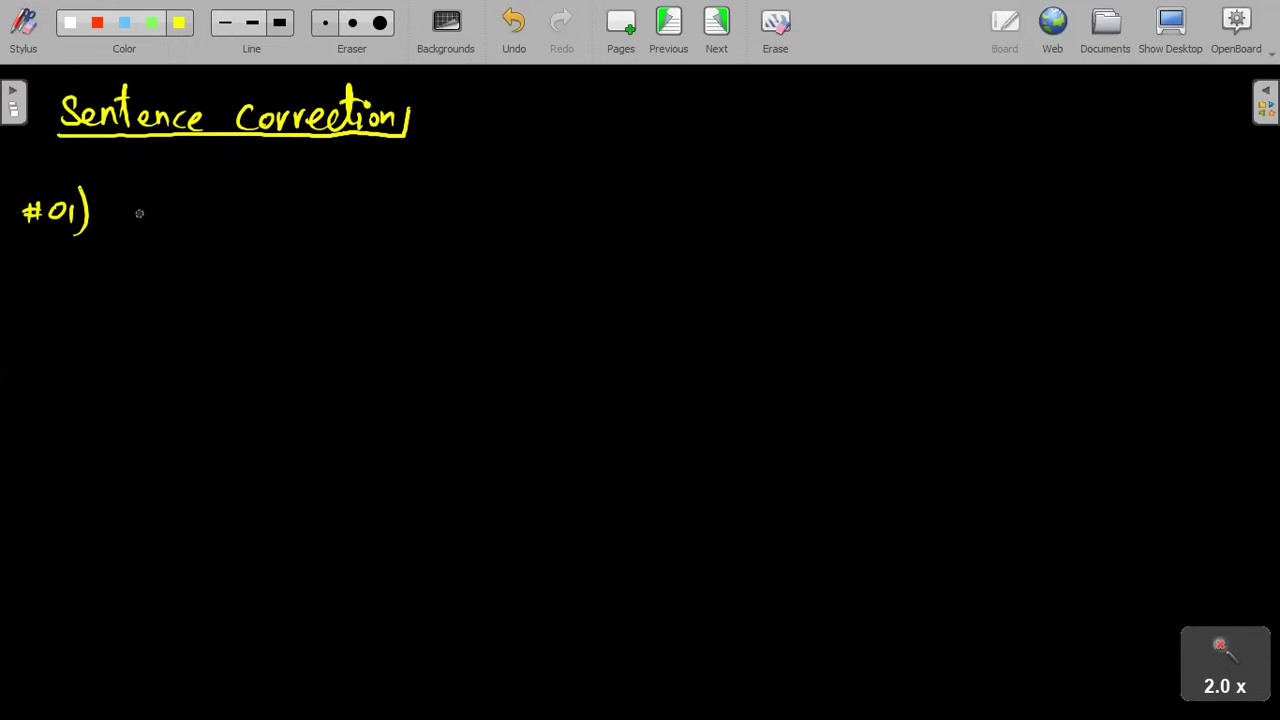 Stylus Color Line Eraser Backgrounds Undo Redo Pages Previous Next Erase Board Web Documents Show Desktop OpenBoard
Sentence Correction
#01)
2.0 x